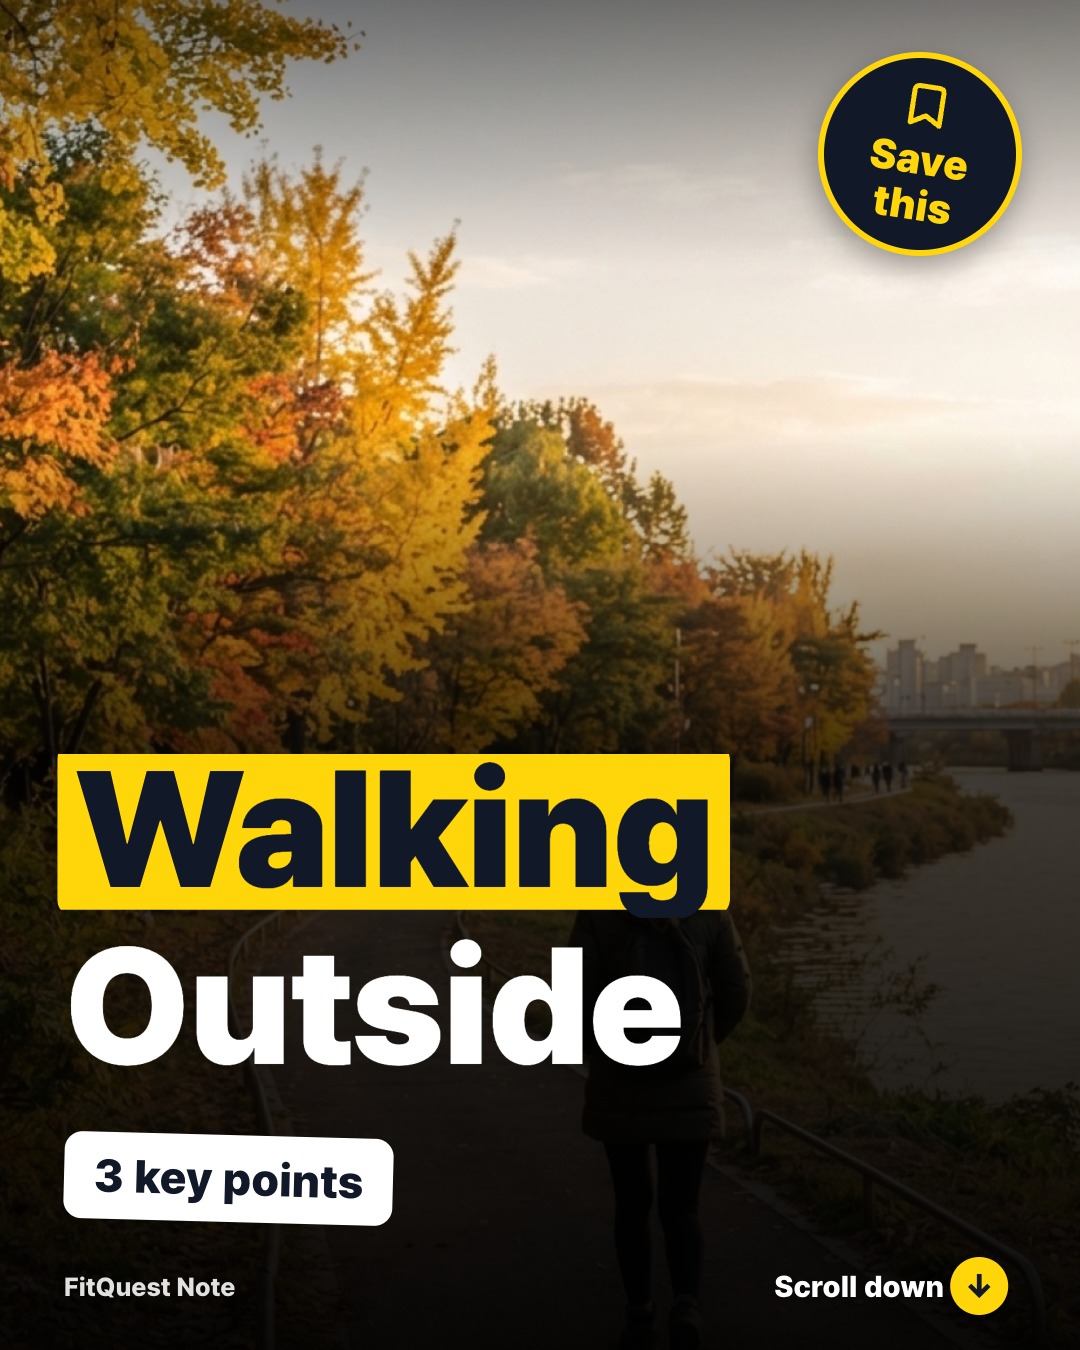 Save
this
Walking
Outside
3 key points
FitQuest Note
Scroll down